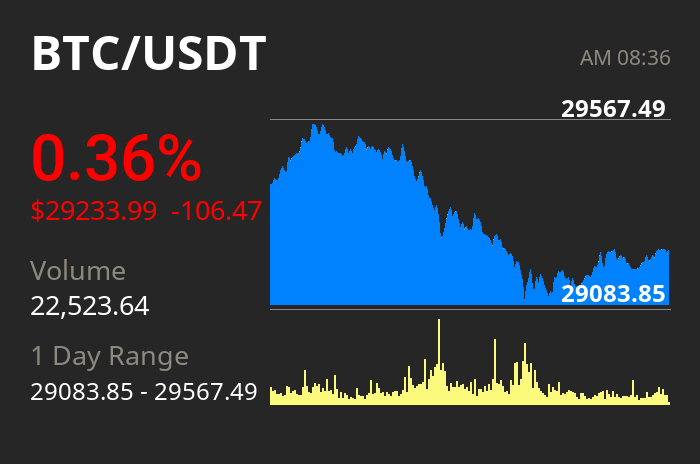 BTC/USDT
AM 08:36
29567.49
0.36%
$29233.99 -106.47
Volume
22,523.64
29083.85
1 Day Range
29083.85 - 29567.49